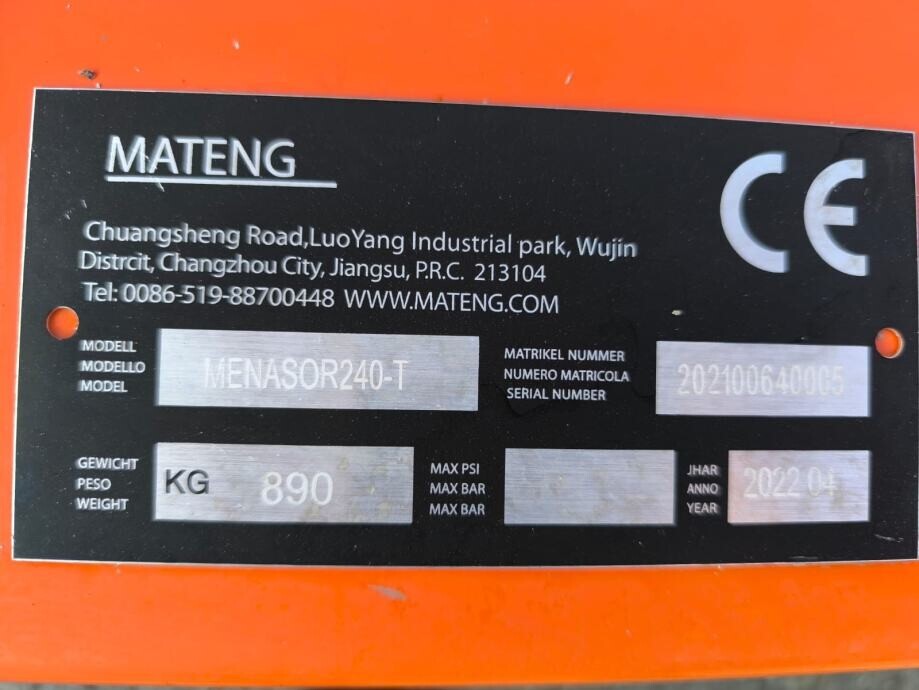 MATENG
CE
Chuangsheng Road,LuoYang Industrial park, Wujin
Distrcit, Changzhou City, Jiangsu, P.R.C. 213104
Tel: 0086-519-88700448 WWW.MATENG.COM
MODELL
MODELLO
MODEL
MENASOR240-T
MATRIKEL NUMMER
NUMERO MATRICOLA
SERIAL NUMBER
GEWICHT
PESO
WEIGHT
KG 890
MAX PSI
MAX BAR
MAX BAR
JHAR
ANNO
YEAR
2022 04